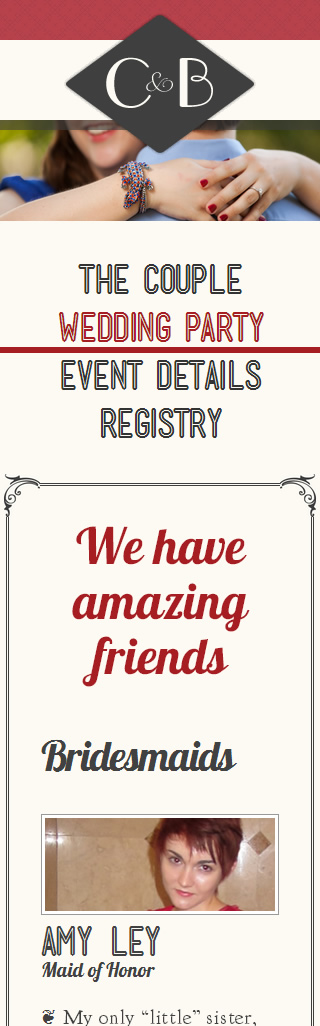 C & B
THE COUPLE
WEDDING PARTY
EVENT DETAILS
REGISTRY
We have
amazing
friends
Bridesmaids
AMY LEY
Maid of Honor
❦ My only “little” sister,